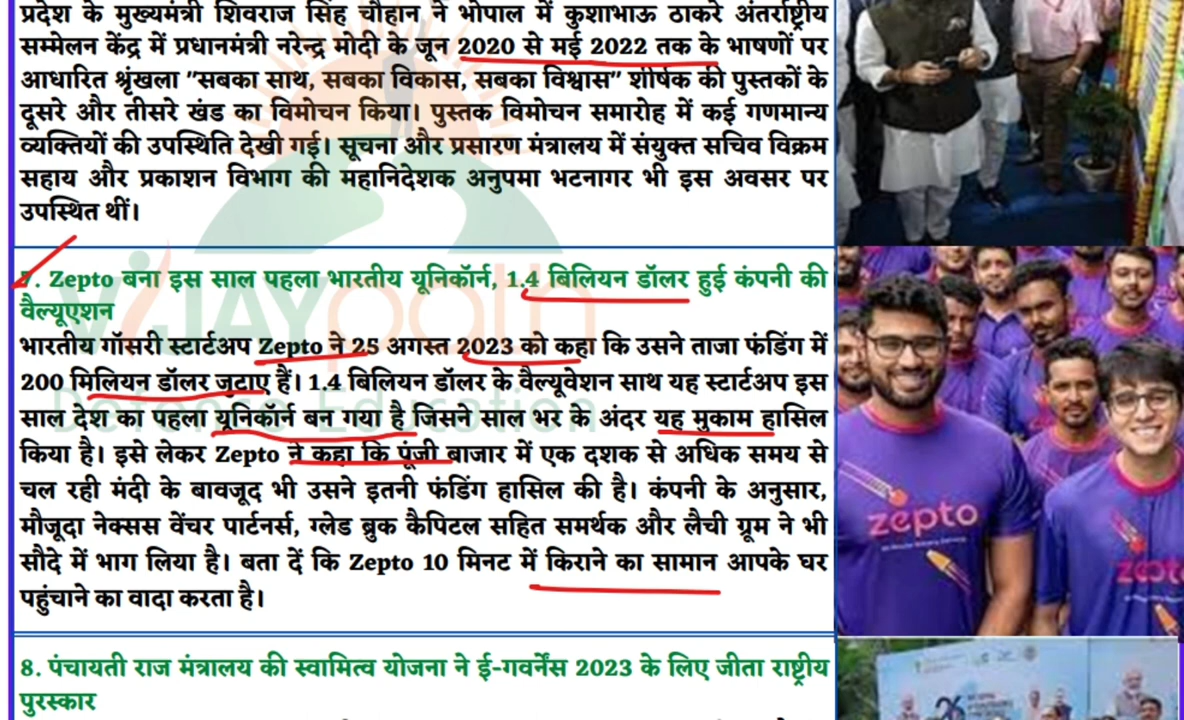 प्रदेश के मुख्यमंत्री शिवराज सिंह चौहान ने भोपाल में कुशाभाऊ ठाकरे अंतर्राष्ट्रीय
सम्मेलन केंद्र में प्रधानमंत्री नरेन्द्र मोदी के जून 2020 से मई 2022 तक के भाषणों पर
आधारित श्रृंखला "सबका साथ, सबका विकास, सबका विश्वास" शीर्षक की पुस्तकों के
दूसरे और तीसरे खंड का विमोचन किया। पुस्तक विमोचन समारोह में कई गणमान्य
व्यक्तियों की उपस्थिति देखी गई। सूचना और प्रसारण मंत्रालय में संयुक्त सचिव विक्रम
सहाय और प्रकाशन विभाग की महानिदेशक अनुपमा भटनागर भी इस अवसर पर
उपस्थित थीं।
7. Zepto बना इस साल पहला भारतीय यूनिकॉर्न, 1.4 बिलियन डॉलर हुई कंपनी की
वैल्यूएशन
भारतीय गॉसरी स्टार्टअप Zepto ने 25 अगस्त 2023 को कहा कि उसने ताजा फंडिंग में
200 मिलियन डॉलर जुटाए हैं। 1.4 बिलियन डॉलर के वैल्यूवेशन साथ यह स्टार्टअप इस
साल देश का पहला यूनिकॉर्न बन गया है जिसने साल भर के अंदर यह मुकाम हासिल
किया है। इसे लेकर Zepto ने कहा कि पूंजी बाजार में एक दशक से अधिक समय से
चल रही मंदी के बावजूद भी उसने इतनी फंडिंग हासिल की है। कंपनी के अनुसार,
मौजूदा नेक्सस वेंचर पार्टनर्स, ग्लेड ब्रुक कैपिटल सहित समर्थक और लैची ग्रूम ने भी
सौदे में भाग लिया है। बता दें कि Zepto 10 मिनट में किराने का सामान आपके घर
पहुंचाने का वादा करता है।
8. पंचायती राज मंत्रालय की स्वामित्व योजना ने ई-गवर्नेंस 2023 के लिए जीता राष्ट्रीय
पुरस्कार
VIJAYpath
Defence Education
zepto
zepto
26